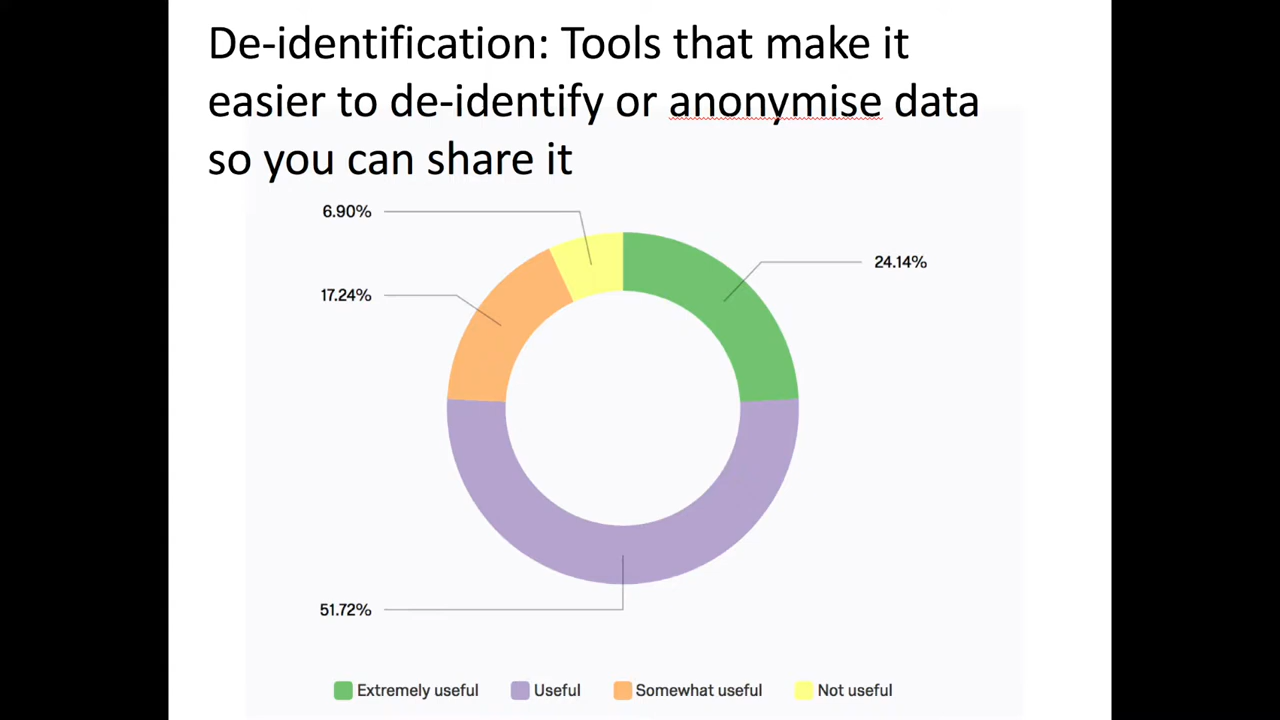 De-identification: Tools that make it
easier to de-identify or anonymise data
so you can share it
6.90%
24.14%
17.24%
51.72%
Extremely useful
Useful
Somewhat useful
Not useful